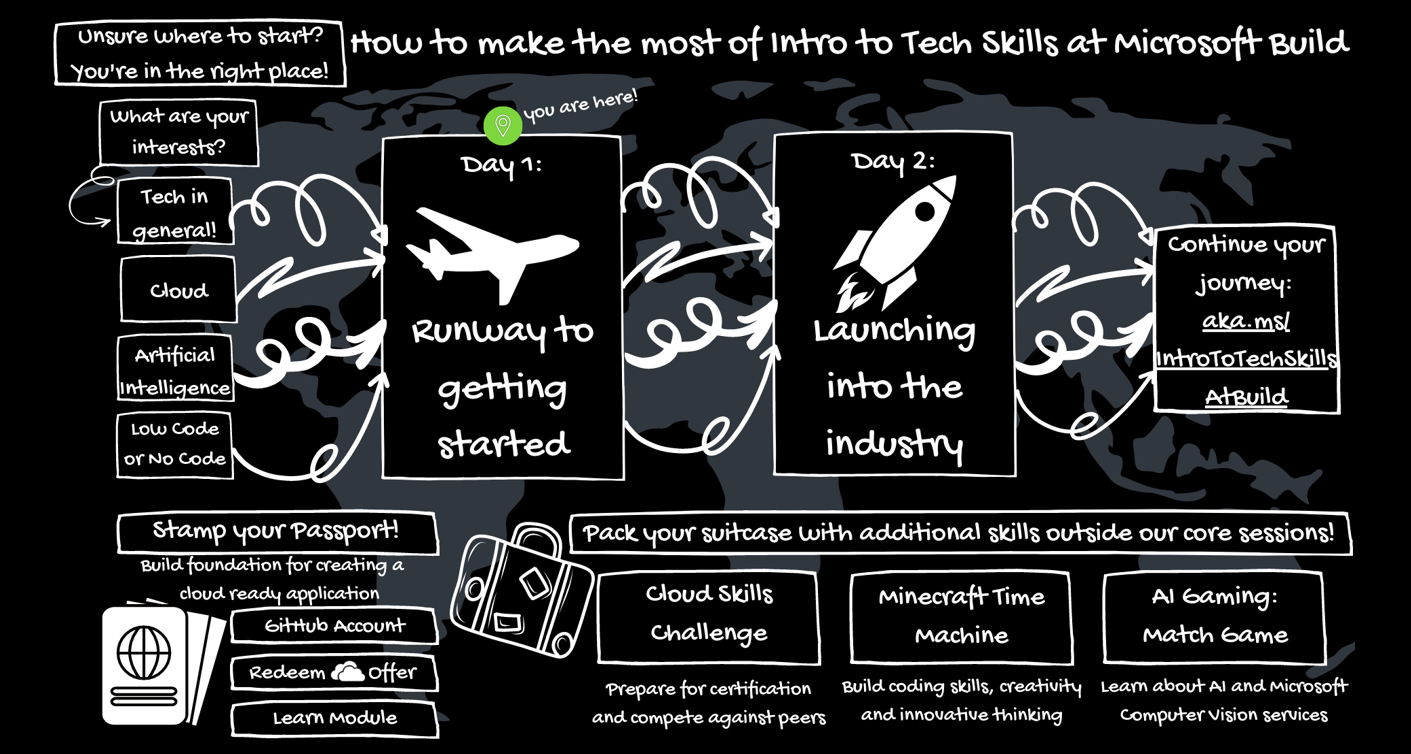 Unsure where to start?
You're in the right place!
How to make the most of Intro to Tech Skills at Microsoft Build
What are your
interests?
Tech in
general!
Cloud
Artificial
Intelligence
Low Code
or No Code
you are here!
Day 1:
Runway to
getting
started
Day 2:
Launching
into the
industry
Continue your
journey:
aka.ms/
IntroToTechSkills
AtBuild
Stamp your Passport!
Build foundation for creating a
cloud ready application
GitHub Account
Redeem Offer
Learn Module
Pack your suitcase with additional skills outside our core sessions!
Cloud Skills
Challenge
Prepare for certification
and compete against peers
Minecraft Time
Machine
Build coding skills, creativity
and innovative thinking
AI Gaming:
Match Game
Learn about AI and Microsoft
Computer Vision services